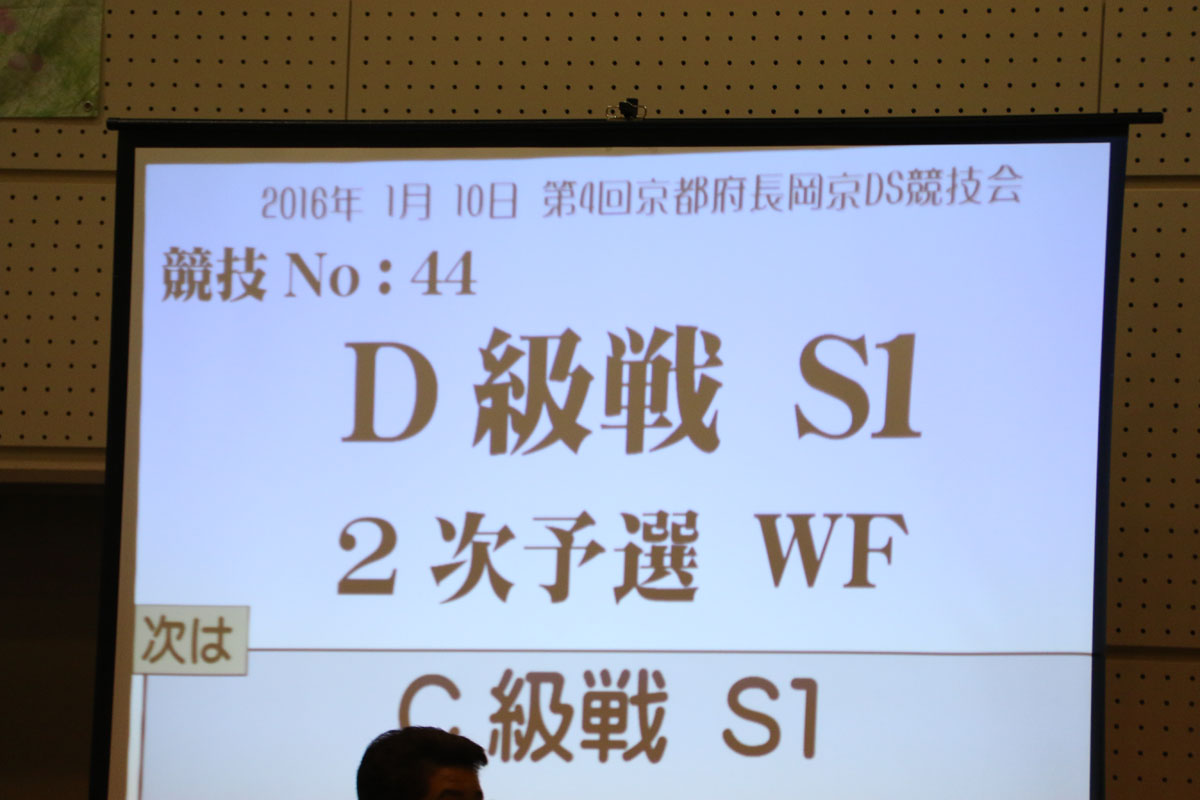 2016年 1月 10日 第4回京都府長岡京DS競技会
競技 No：44
D 級戦 S1
2 次予選 WF
次は
C 級戦 S1